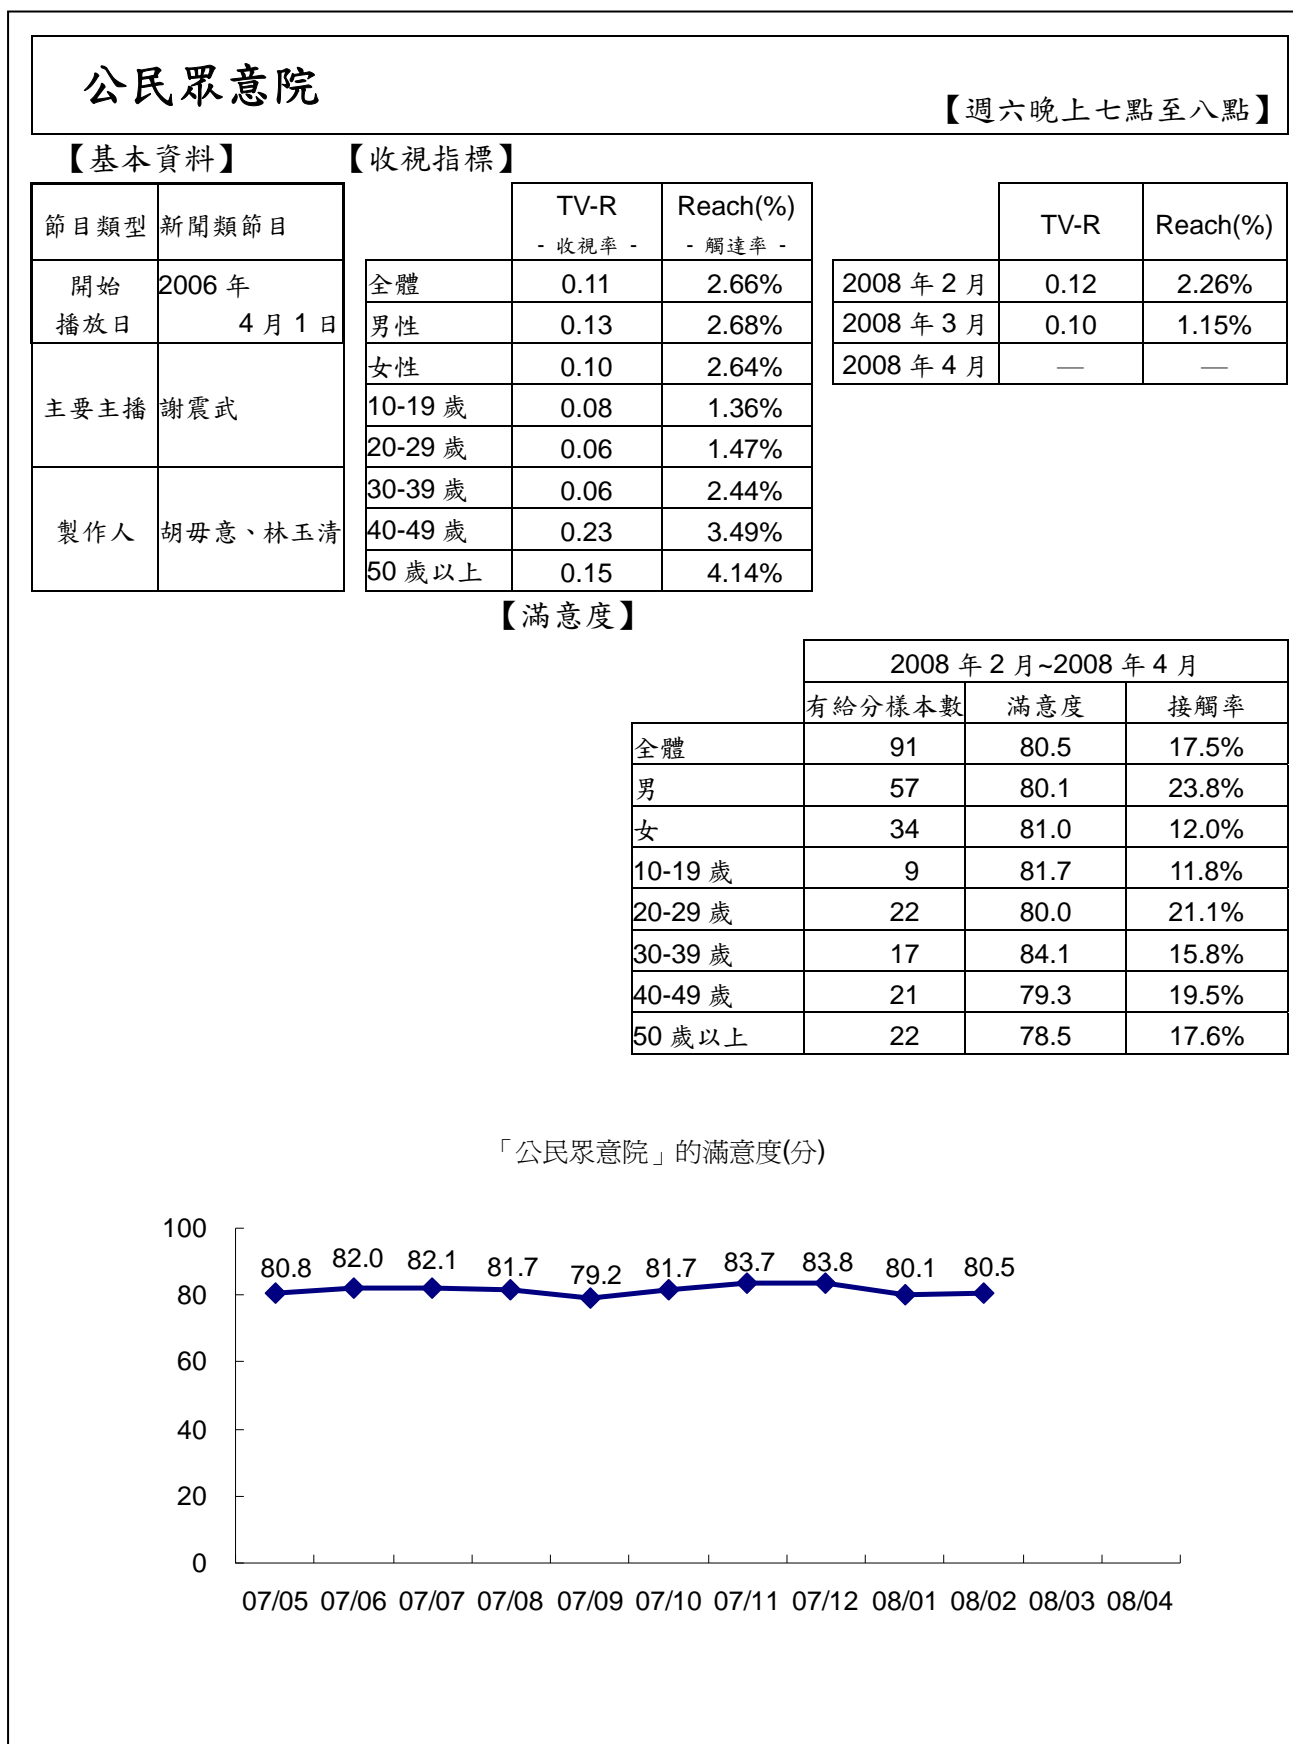 公民眾意院
【週六晚上七點至八點】
【基本資料】 【收視指標】
節目類型 新聞類節目
開始播放日 2006 年 4 月 1 日
主要主播 謝震武
製作人 胡毋意、林玉清
TV-R Reach(%)
- 收視率 - - 觸達率 -
全體 0.11 2.66%
男性 0.13 2.68%
女性 0.10 2.64%
10-19 歲 0.08 1.36%
20-29 歲 0.06 1.47%
30-39 歲 0.06 2.44%
40-49 歲 0.23 3.49%
50 歲以上 0.15 4.14%
TV-R Reach(%)
2008 年 2 月 0.12 2.26%
2008 年 3 月 0.10 1.15%
2008 年 4 月 — —
【滿意度】
2008 年 2 月~2008 年 4 月
有給分樣本數 滿意度 接觸率
全體 91 80.5 17.5%
男 57 80.1 23.8%
女 34 81.0 12.0%
10-19 歲 9 81.7 11.8%
20-29 歲 22 80.0 21.1%
30-39 歲 17 84.1 15.8%
40-49 歲 21 79.3 19.5%
50 歲以上 22 78.5 17.6%
「公民眾意院」的滿意度(分)
100
80
60
40
20
0
80.8 82.0 82.1 81.7 79.2 81.7 83.7 83.8 80.1 80.5
07/05 07/06 07/07 07/08 07/09 07/10 07/11 07/12 08/01 08/02 08/03 08/04